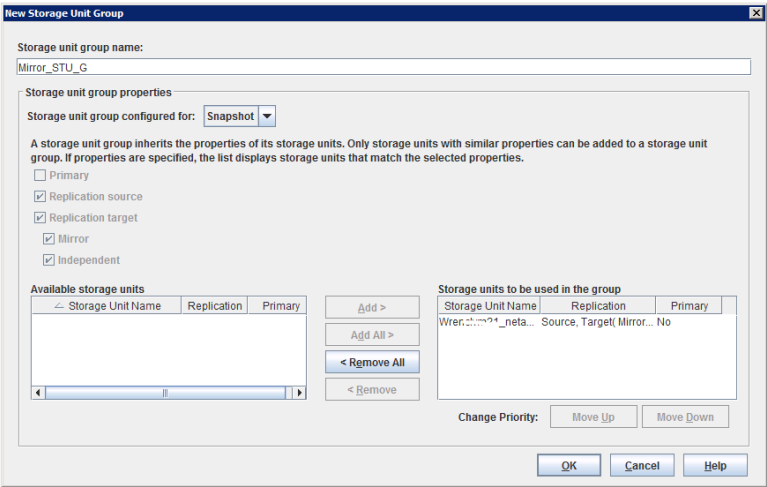 New Storage Unit Group
Storage unit group name:
Mirror_STU_G
Storage unit group properties
Storage unit group configured for: Snapshot
A storage unit group inherits the properties of its storage units. Only storage units with similar properties can be added to a storage unit
group. If properties are specified, the list displays storage units that match the selected properties.
Primary
Replication source
Replication target
Mirror
Independent
Available storage units
Storage Unit Name Replication Primary
Add >
Add All >
< Remove All
< Remove
Storage units to be used in the group
Storage Unit Name Replication Primary
Source, Target( Mirror... No
Change Priority: Move Up Move Down
OK Cancel Help